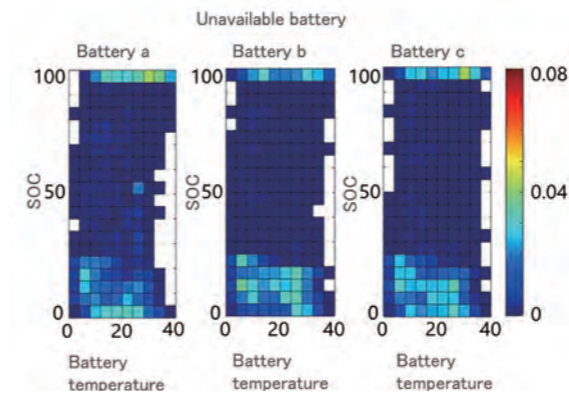 Unavailable battery
Battery a
Battery b
Battery c
100
100
100
0.08
SOC
50
SOC
50
SOC
50
0.04
0
0
0
0
0 20 40
0 20 40
0 20 40
Battery
temperature
Battery
temperature
Battery
temperature